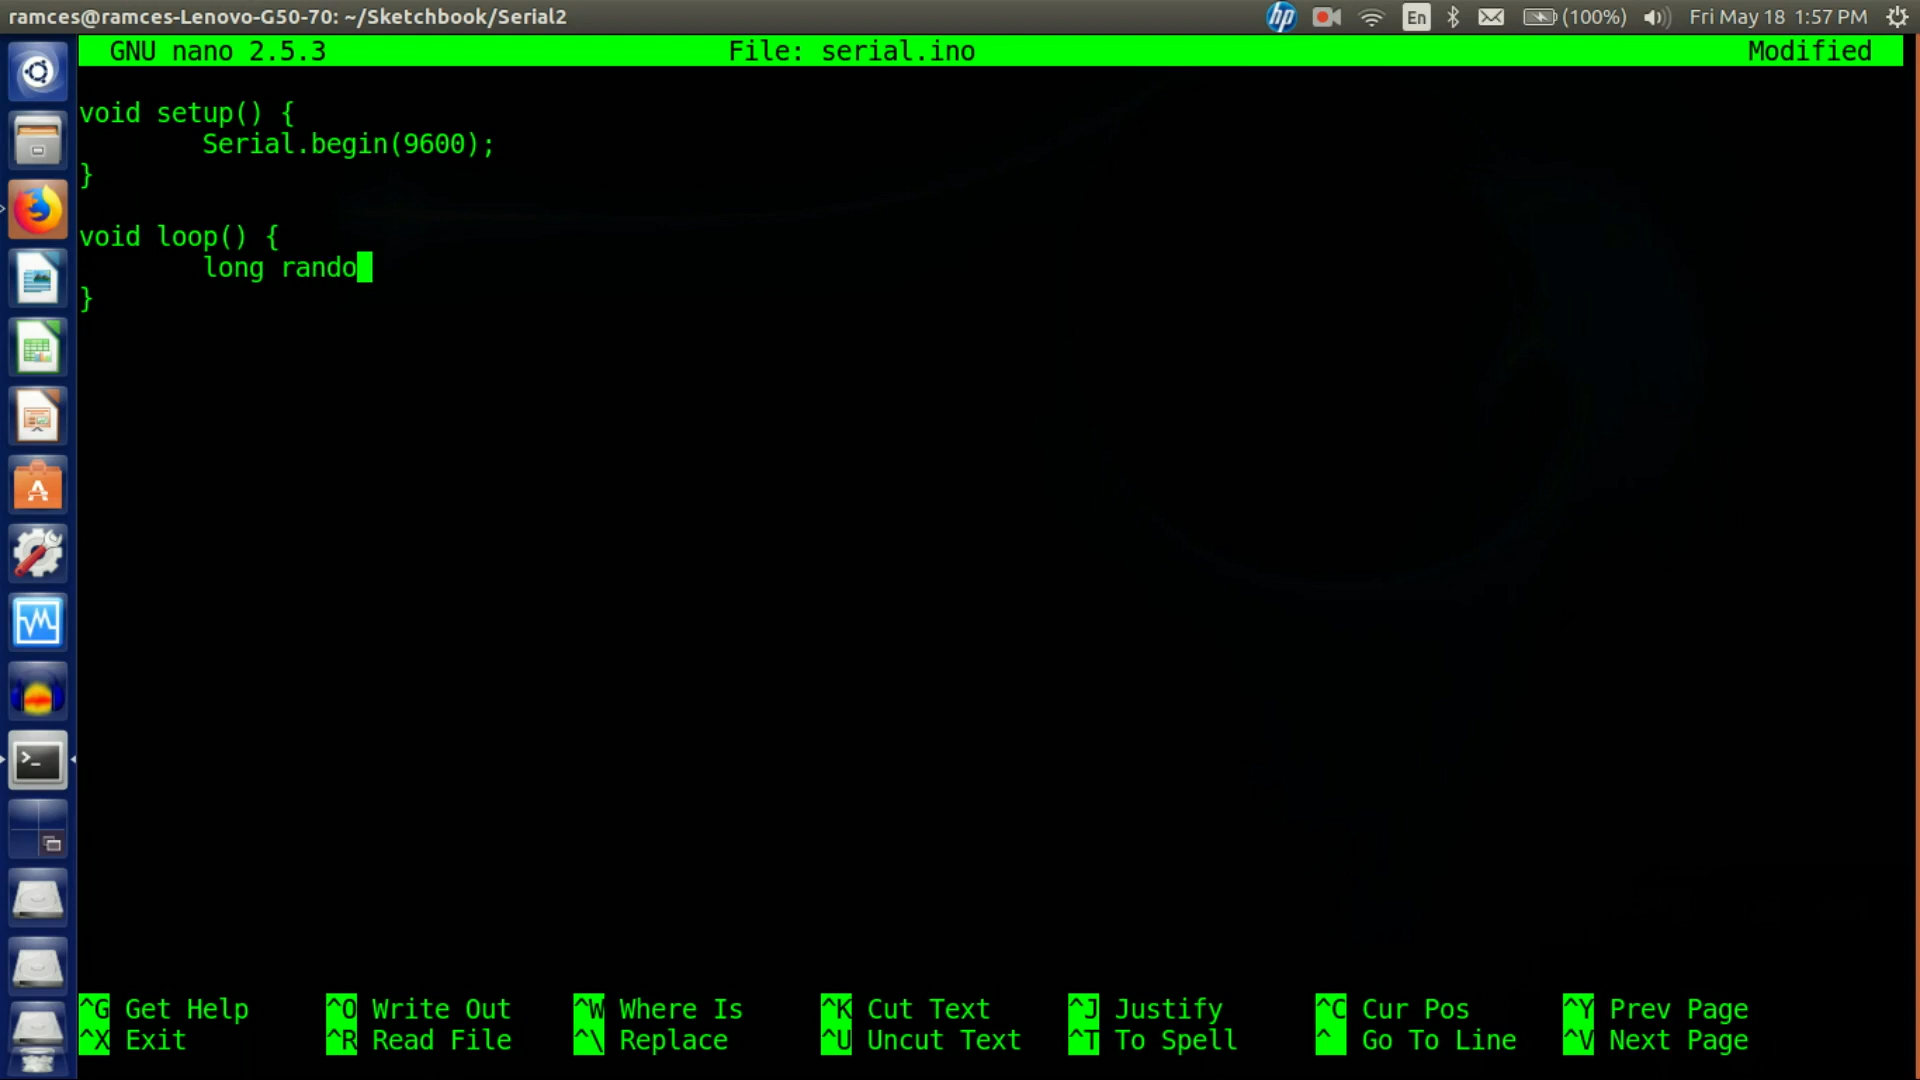 ramces@ramces-Lenovo-G50-70: ~/Sketchbook/Serial2
hp En (100%) Fri May 18 1:57 PM
GNU nano 2.5.3 File: serial.ino Modified
void setup() {
Serial.begin(9600);
}
void loop() {
long rando
}
^G Get Help ^O Write Out ^W Where Is ^K Cut Text ^J Justify ^C Cur Pos ^Y Prev Page
^X Exit ^R Read File ^\ Replace ^U Uncut Text ^T To Spell ^ Go To Line ^V Next Page